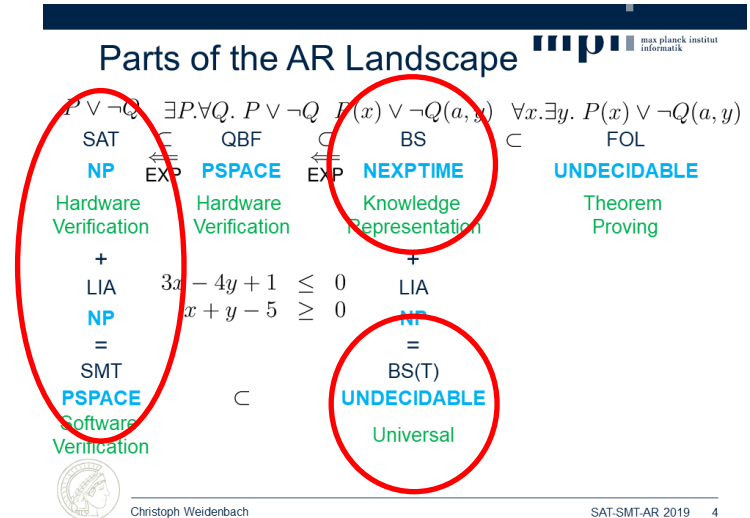 Parts of the AR Landscape
mpi max planck institut
informatik
P ∨ ¬Q ∃P.∀Q. P ∨ ¬Q P(x) ∨ ¬Q(a, y) ∀x.∃y. P(x) ∨ ¬Q(a, y)
SAT ⊂ QBF ⊂ BS ⊂ FOL
NP ⇐ EXP PSPACE ⇐ EXP NEXPTIME UNDECIDABLE
Hardware Hardware Knowledge Theorem
Verification Verification Representation Proving
+ +
LIA 3x − 4y + 1 ≤ 0 LIA
NP x + y − 5 ≥ 0 NP
= =
SMT BS(T)
PSPACE ⊂ UNDECIDABLE
Software Universal
Verification
Christoph Weidenbach SAT-SMT-AR 2019 4